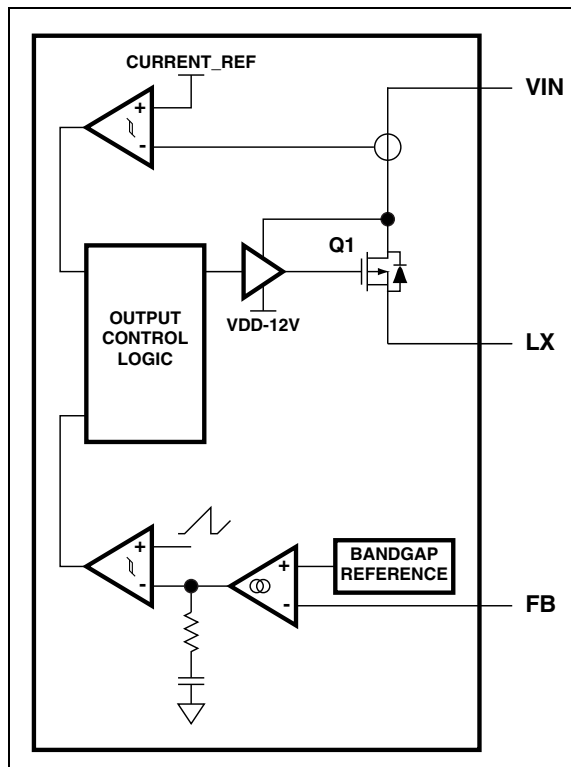 CURRENT_REF
VIN
+
-
Q1
VDD-12V
OUTPUT
CONTROL
LOGIC
LX
+
-
+
-
BANDGAP
REFERENCE
FB